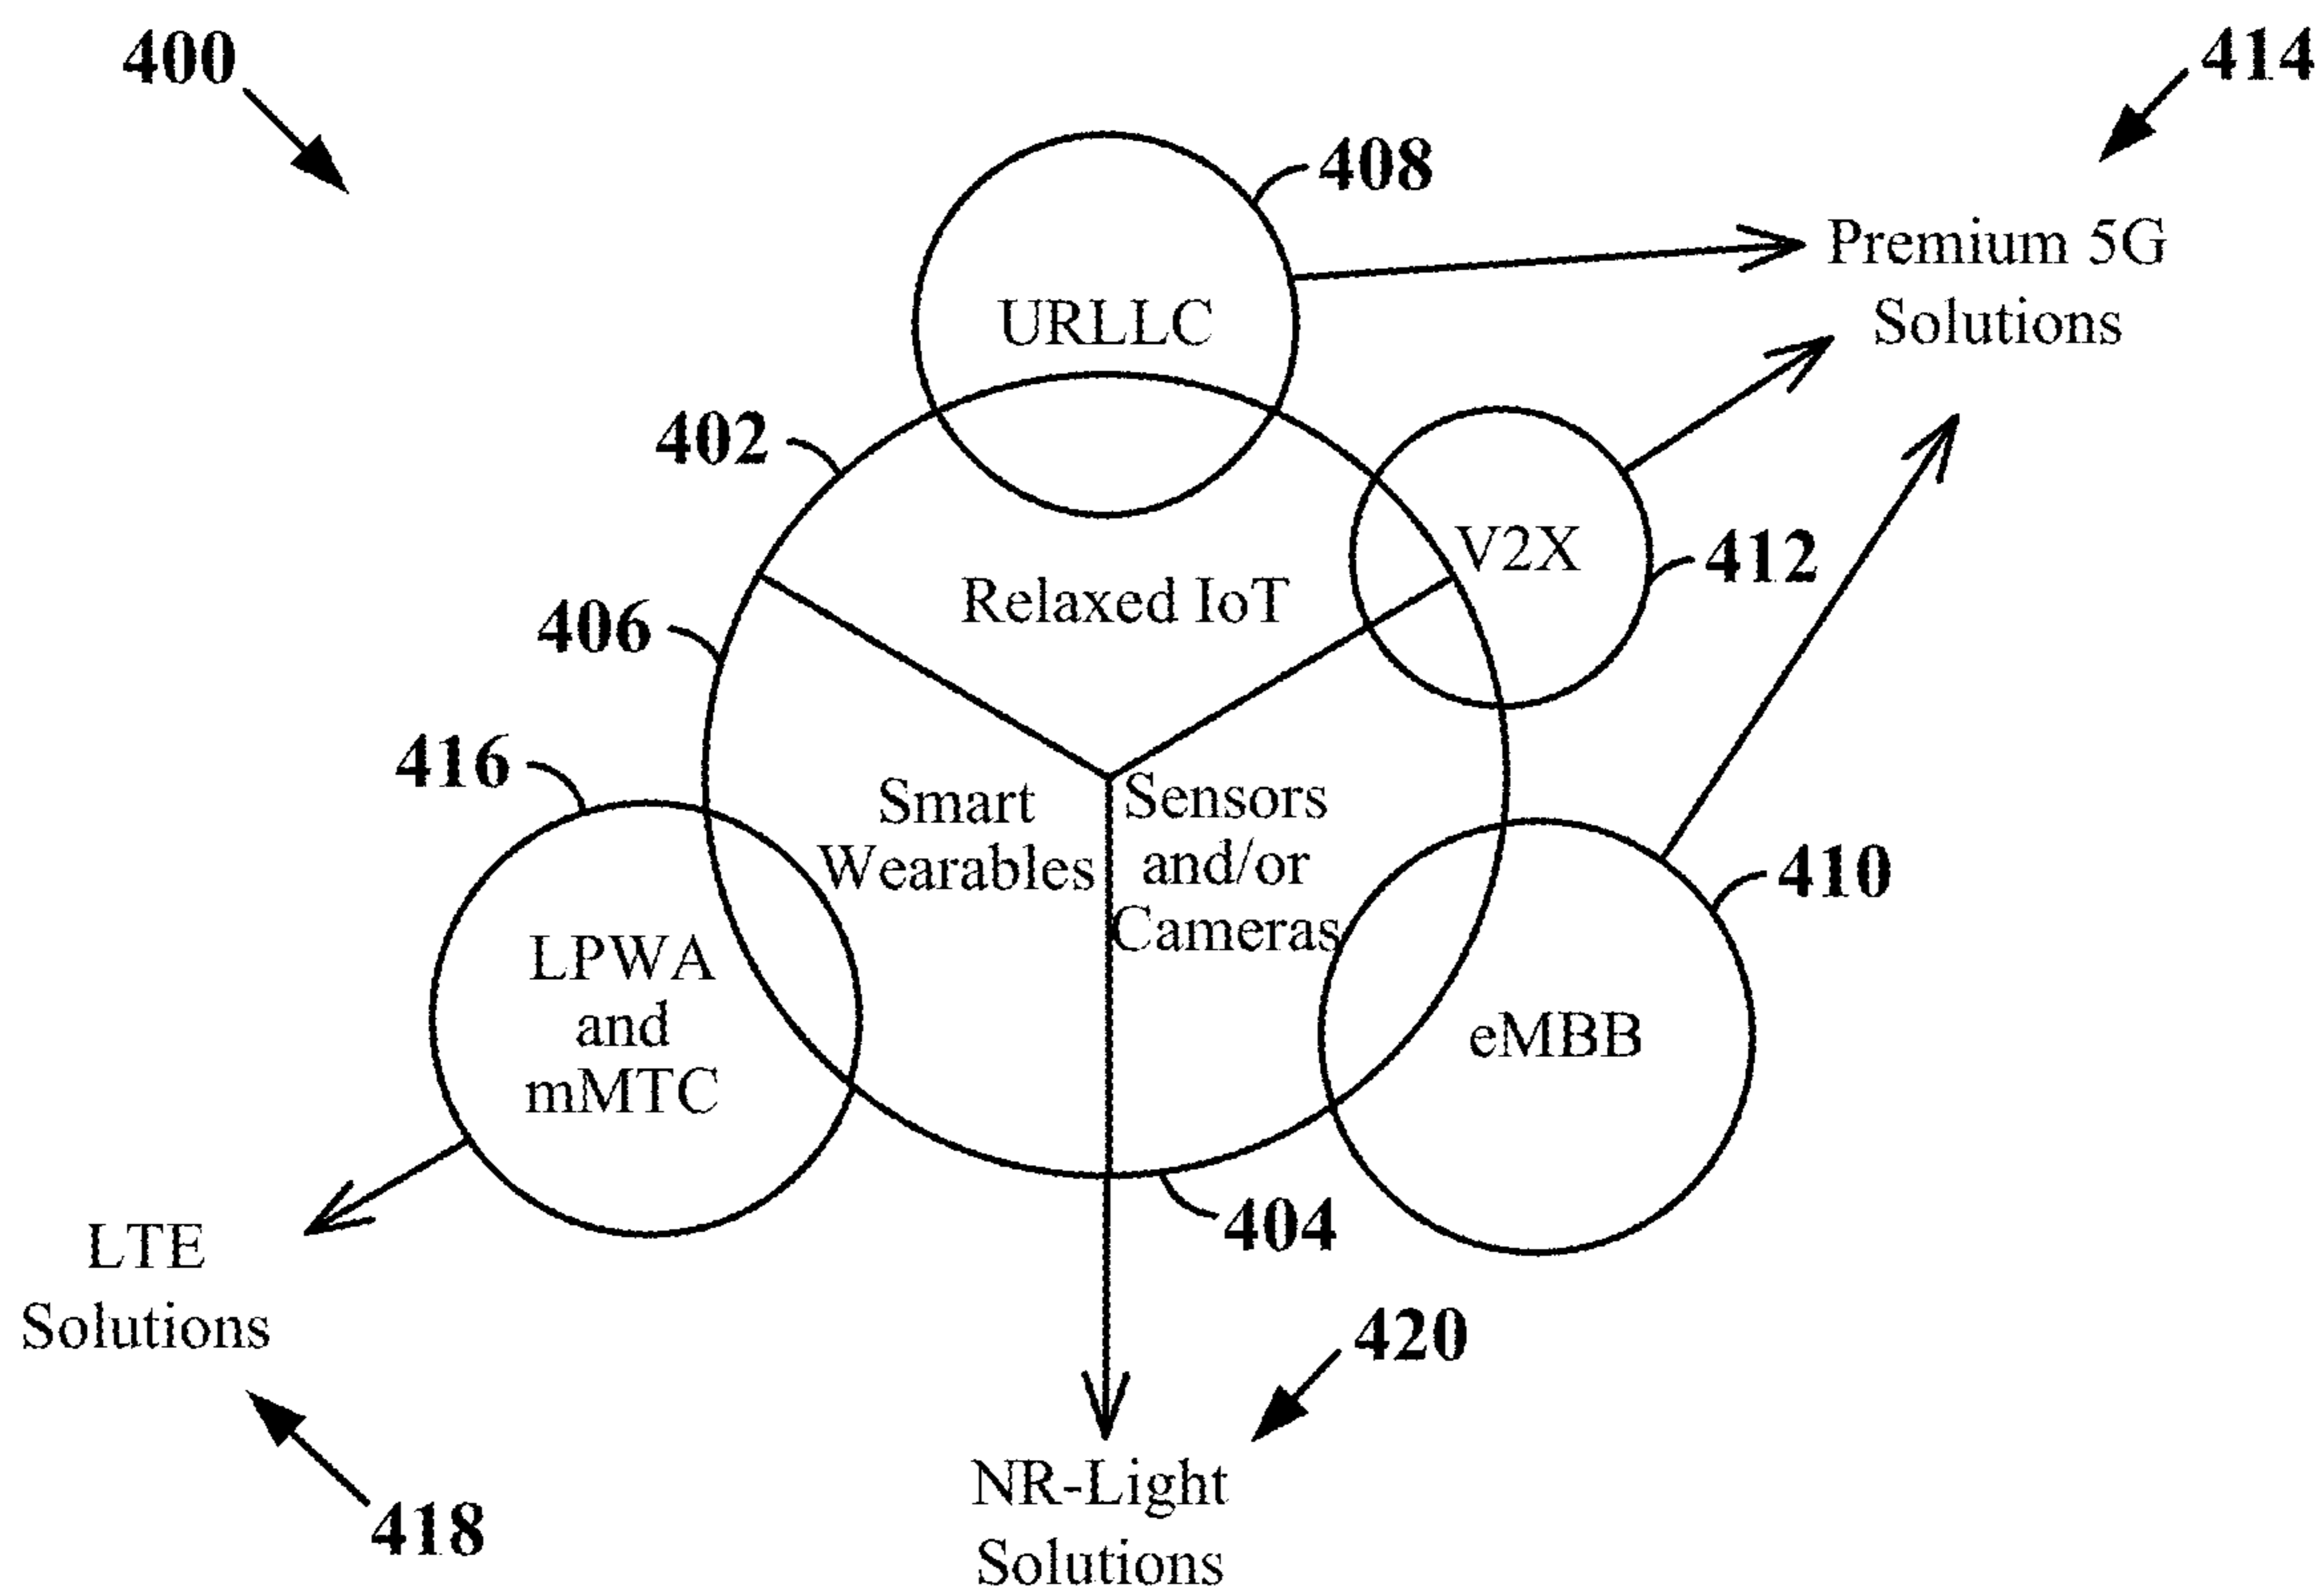 400
414
408
Premium 5G
Solutions
URLLC
402
V2X
412
Relaxed IoT
406
416
Smart
Wearables
Sensors
and/or
Cameras
410
LPWA
and
mMTC
eMBB
404
LTE
Solutions
420
418
NR-Light
Solutions